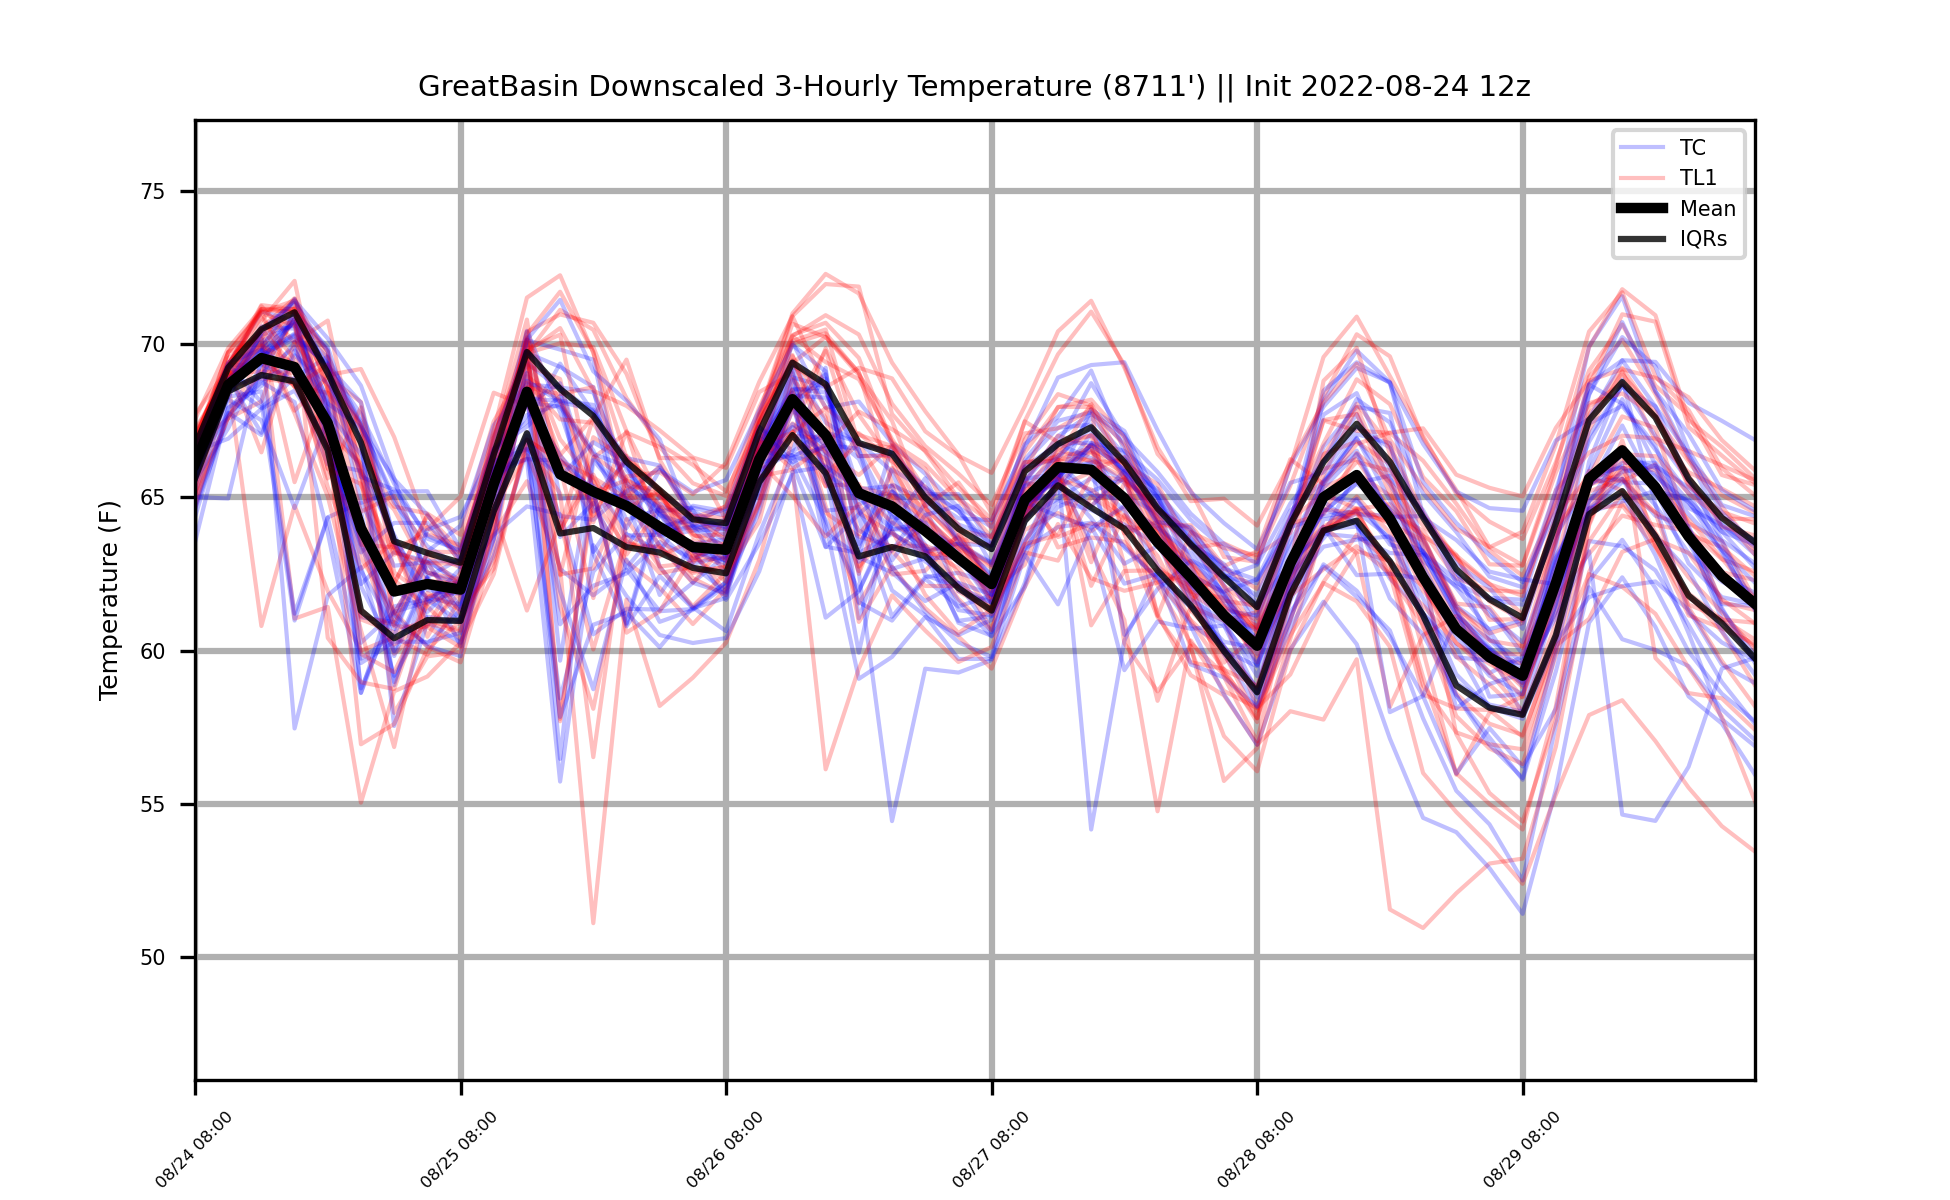 GreatBasin Downscaled 3-Hourly Temperature (8711') || Init 2022-08-24 12z
TC
TL1
Mean
IQRs
75
70
65
60
55
50
Temperature (F)
08/24 08:00
08/25 08:00
08/26 08:00
08/27 08:00
08/28 08:00
08/29 08:00